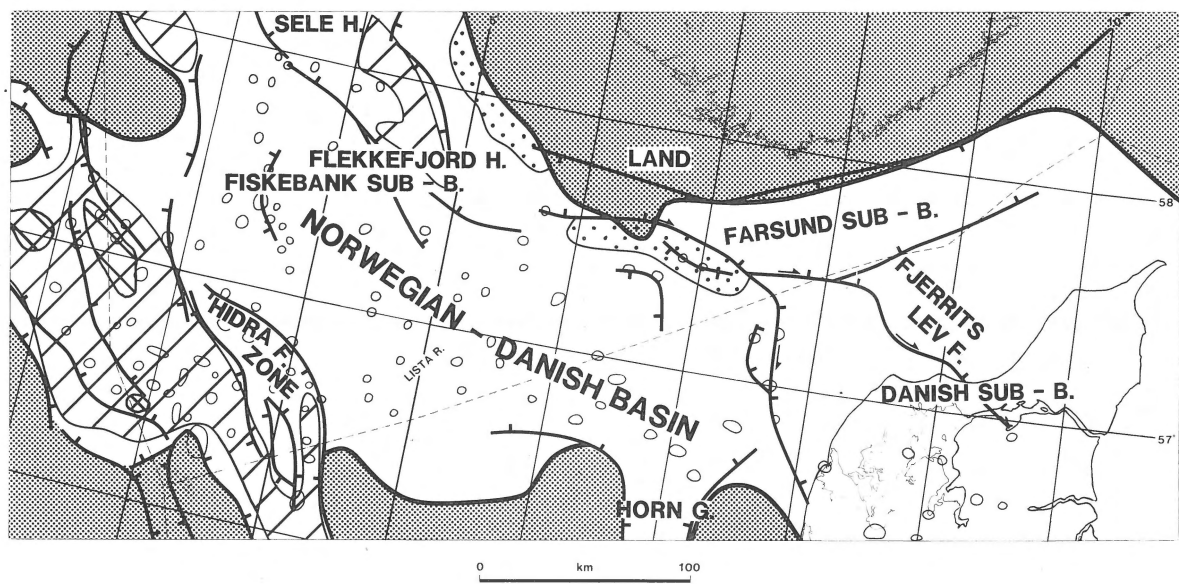 SELE H.
6°
10°
LAND
FLEKKEFJORD H.
FISKEBANK SUB - B.
58
FARSUND SUB - B.
NORWEGIAN - DANISH BASIN
FJERRITS
LEV F.
HIDRA F.
ZONE
LISTA R.
DANISH SUB - B.
57°
HORN G.
0 km 100